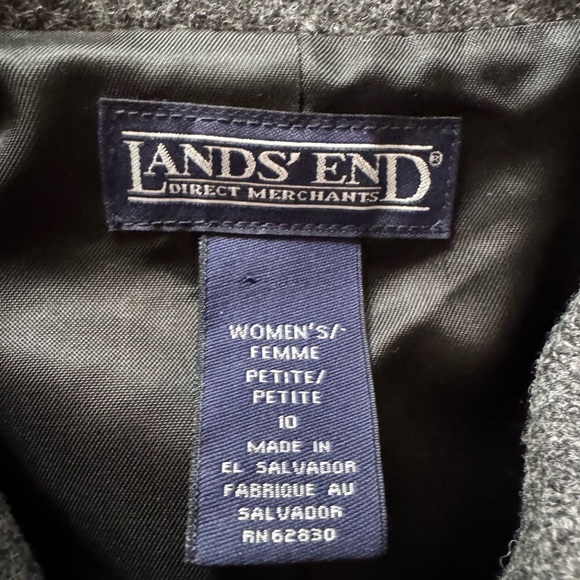 LANDS' END®
DIRECT MERCHANTS
WOMEN'S/
FEMME
PETITE/
PETITE
10
MADE IN
EL SALVADOR
FABRIQUE AU
SALVADOR
RN62830